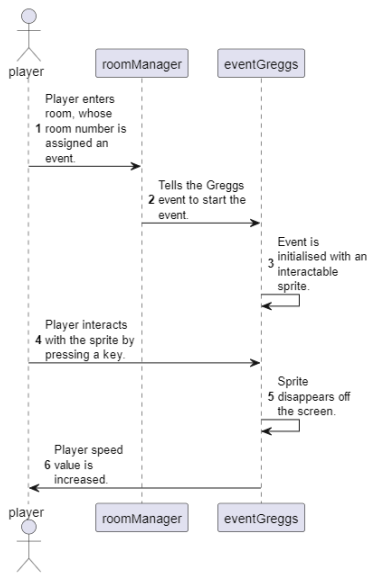 player
roomManager
eventGreggs
Player enters
room, whose
1 room number is
assigned an
event.
Tells the Greggs
2 event to start the
event.
Event is
3 initialised with an
interactable
sprite.
Player interacts
4 with the sprite by
pressing a key.
Sprite
5 disappears off
the screen.
Player speed
6 value is
increased.
player
roomManager
eventGreggs